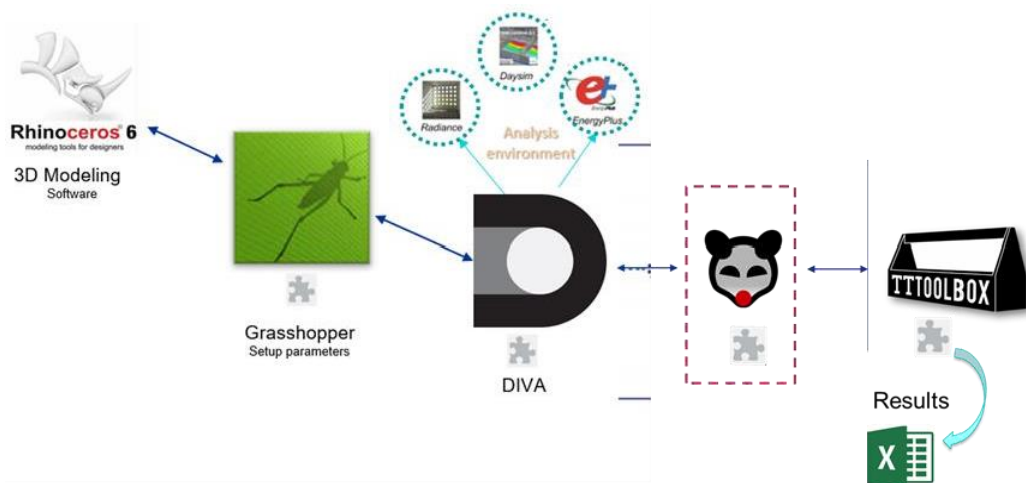 Rhinoceros® 6
modeling tools for designers
3D Modeling
Software
Grasshopper
Setup parameters
Radiance
Daysim
e+
EnergyPlus
Analysis
environment
DIVA
TTTOOLBOX
Results
X